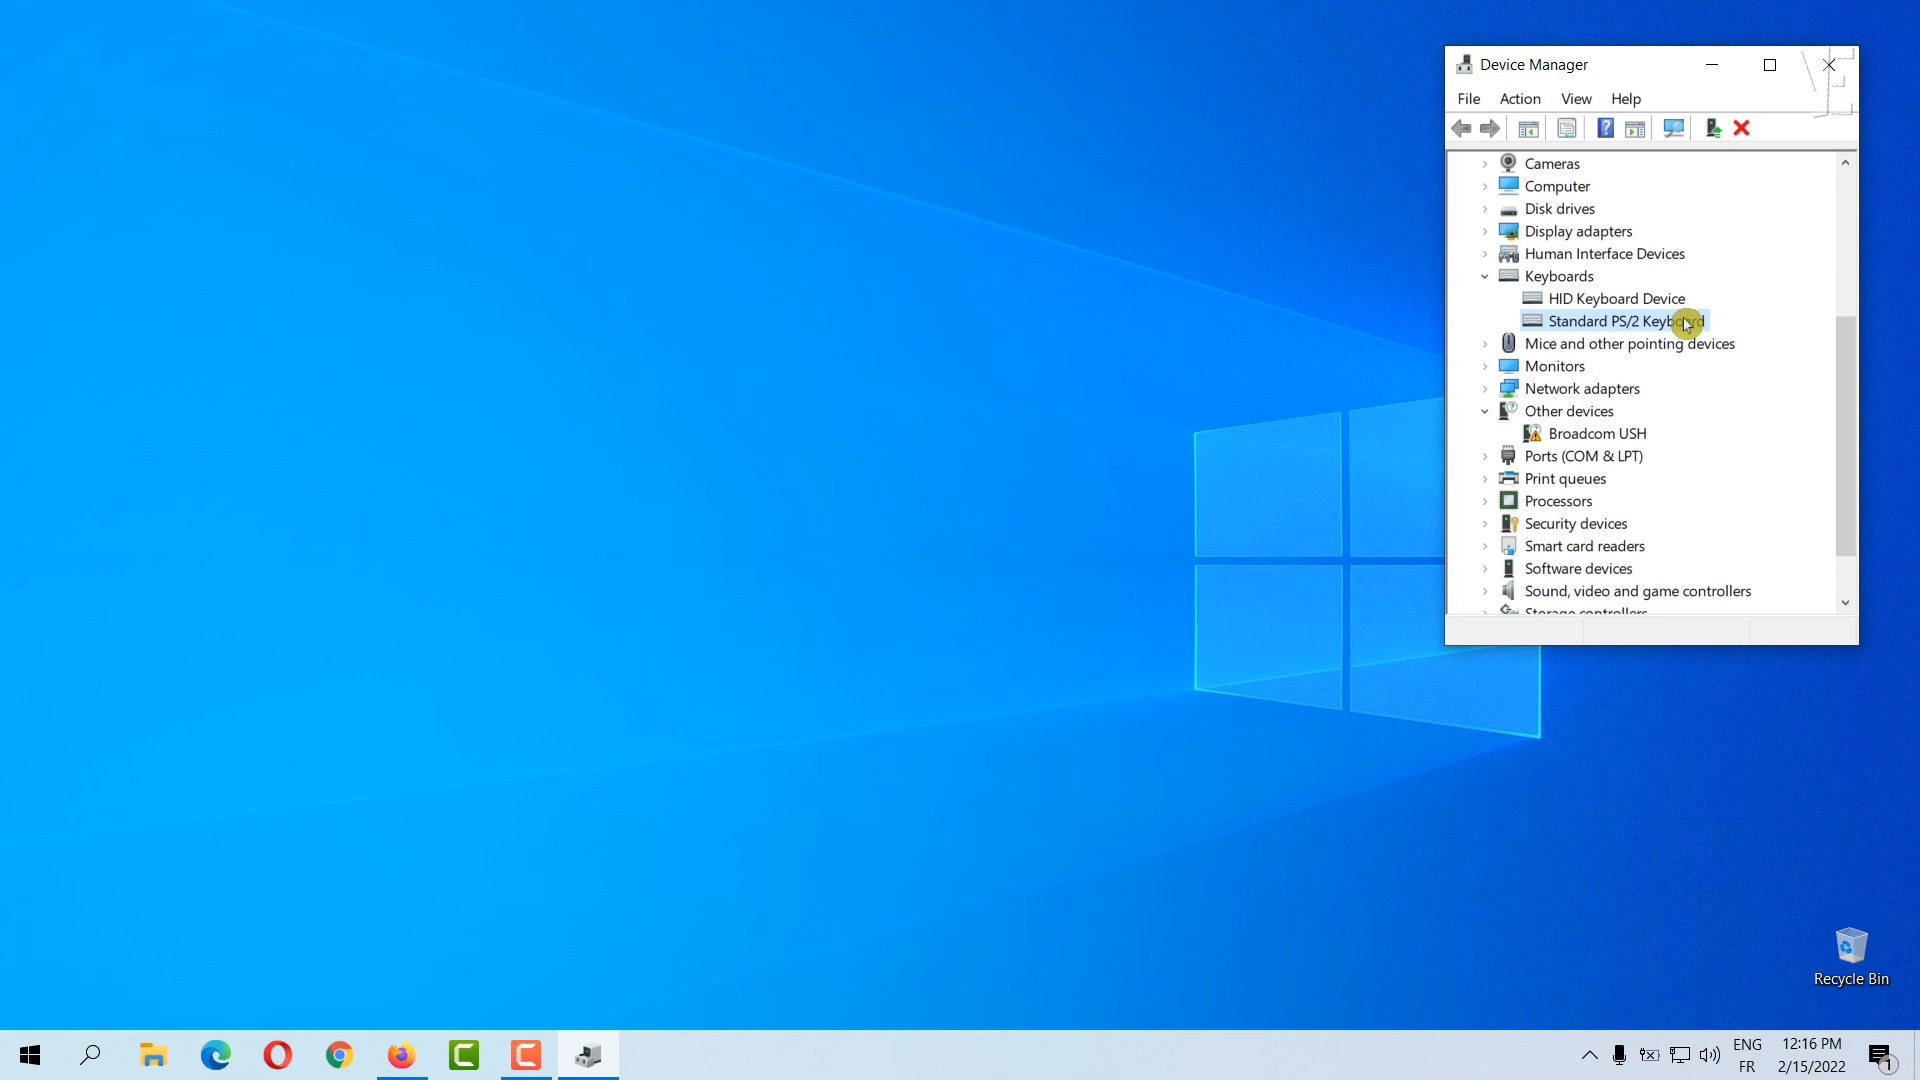 Device Manager
File Action View Help
Cameras
Computer
Disk drives
Display adapters
Human Interface Devices
Keyboards
HID Keyboard Device
Standard PS/2 Keyboard
Mice and other pointing devices
Monitors
Network adapters
Other devices
Broadcom USH
Ports (COM & LPT)
Print queues
Processors
Security devices
Smart card readers
Software devices
Sound, video and game controllers
Storage controllers
Recycle Bin
ENG
FR
12:16 PM
2/15/2022
1